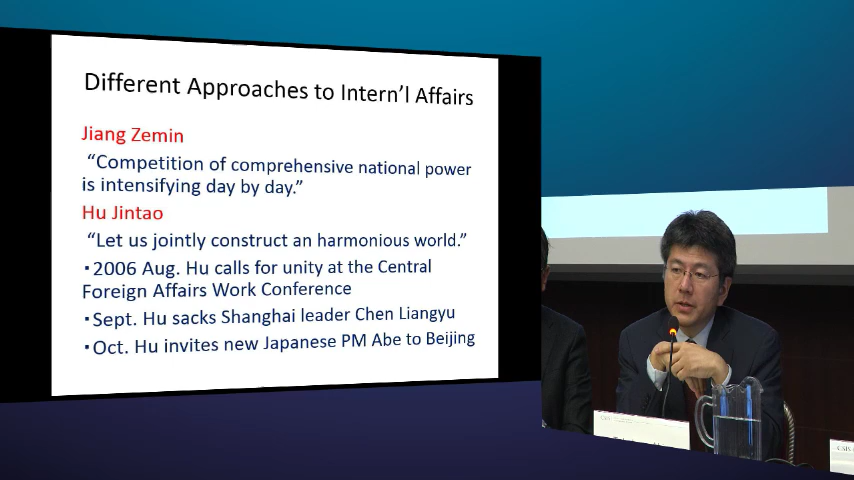 Different Approaches to Intern'l Affairs
Jiang Zemin
“Competition of comprehensive national power
is intensifying day by day.”
Hu Jintao
“Let us jointly construct an harmonious world.”
・2006 Aug. Hu calls for unity at the Central
Foreign Affairs Work Conference
・Sept. Hu sacks Shanghai leader Chen Liangyu
・Oct. Hu invites new Japanese PM Abe to Beijing
CSIS